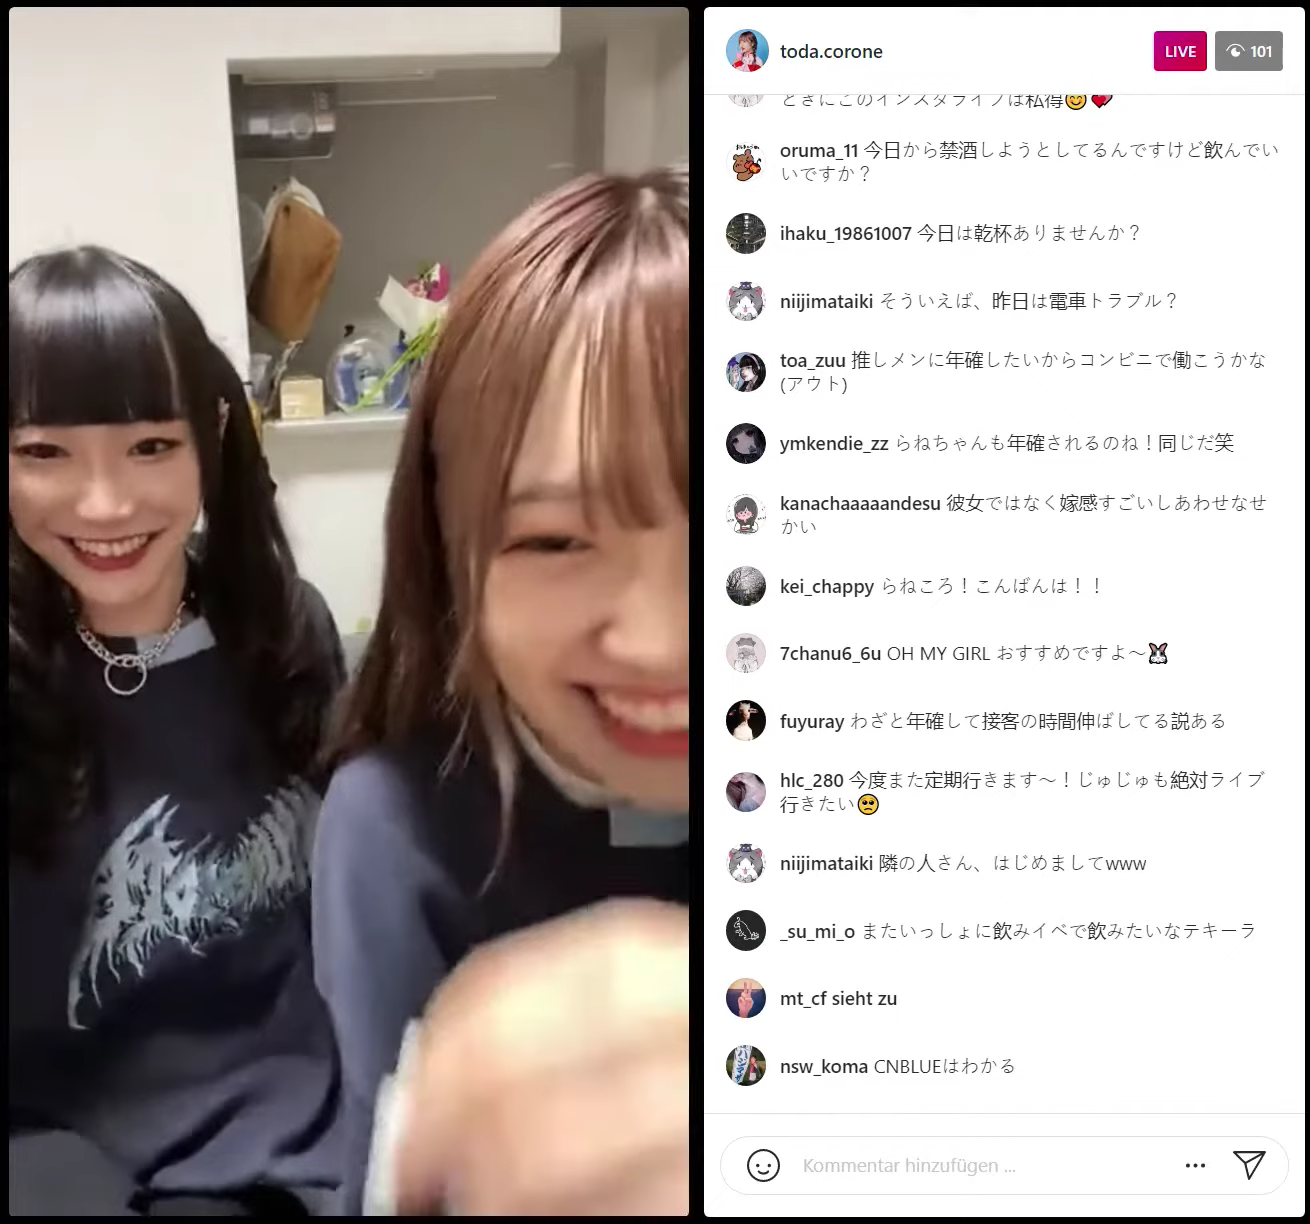 toda.corone
LIVE
101
ときにこのインスタライブは私得😊💕
oruma_11 今日から禁酒しようとしてるんですけど飲んでい
いですか？
ihaku_19861007 今日は乾杯ありませんか？
niijimataiki そういえば、昨日は電車トラブル？
toa_zuu 推しメンに年確したいからコンビニで働こうかな
(アウト)
ymkendie_zz らねちゃんも年確されるのね！同じだ笑
kanachaaaaandesu 彼女ではなく嫁感すごいしあわせなせ
かい
kei_chappy らねころ！こんばんは！！
7chanu6_6u OH MY GIRL おすすめですよ〜🐰
fuyuray わざと年確して接客の時間伸ばしてる説ある
hlc_280 今度また定期行きます〜！じゅじゅも絶対ライブ
行きたい🥺
niijimataiki 隣の人さん、はじめましてwww
_su_mi_o またいっしょに飲みイベで飲みたいなテキーラ
mt_cf sieht zu
nsw_koma CNBLUEはわかる
Kommentar hinzufügen ...